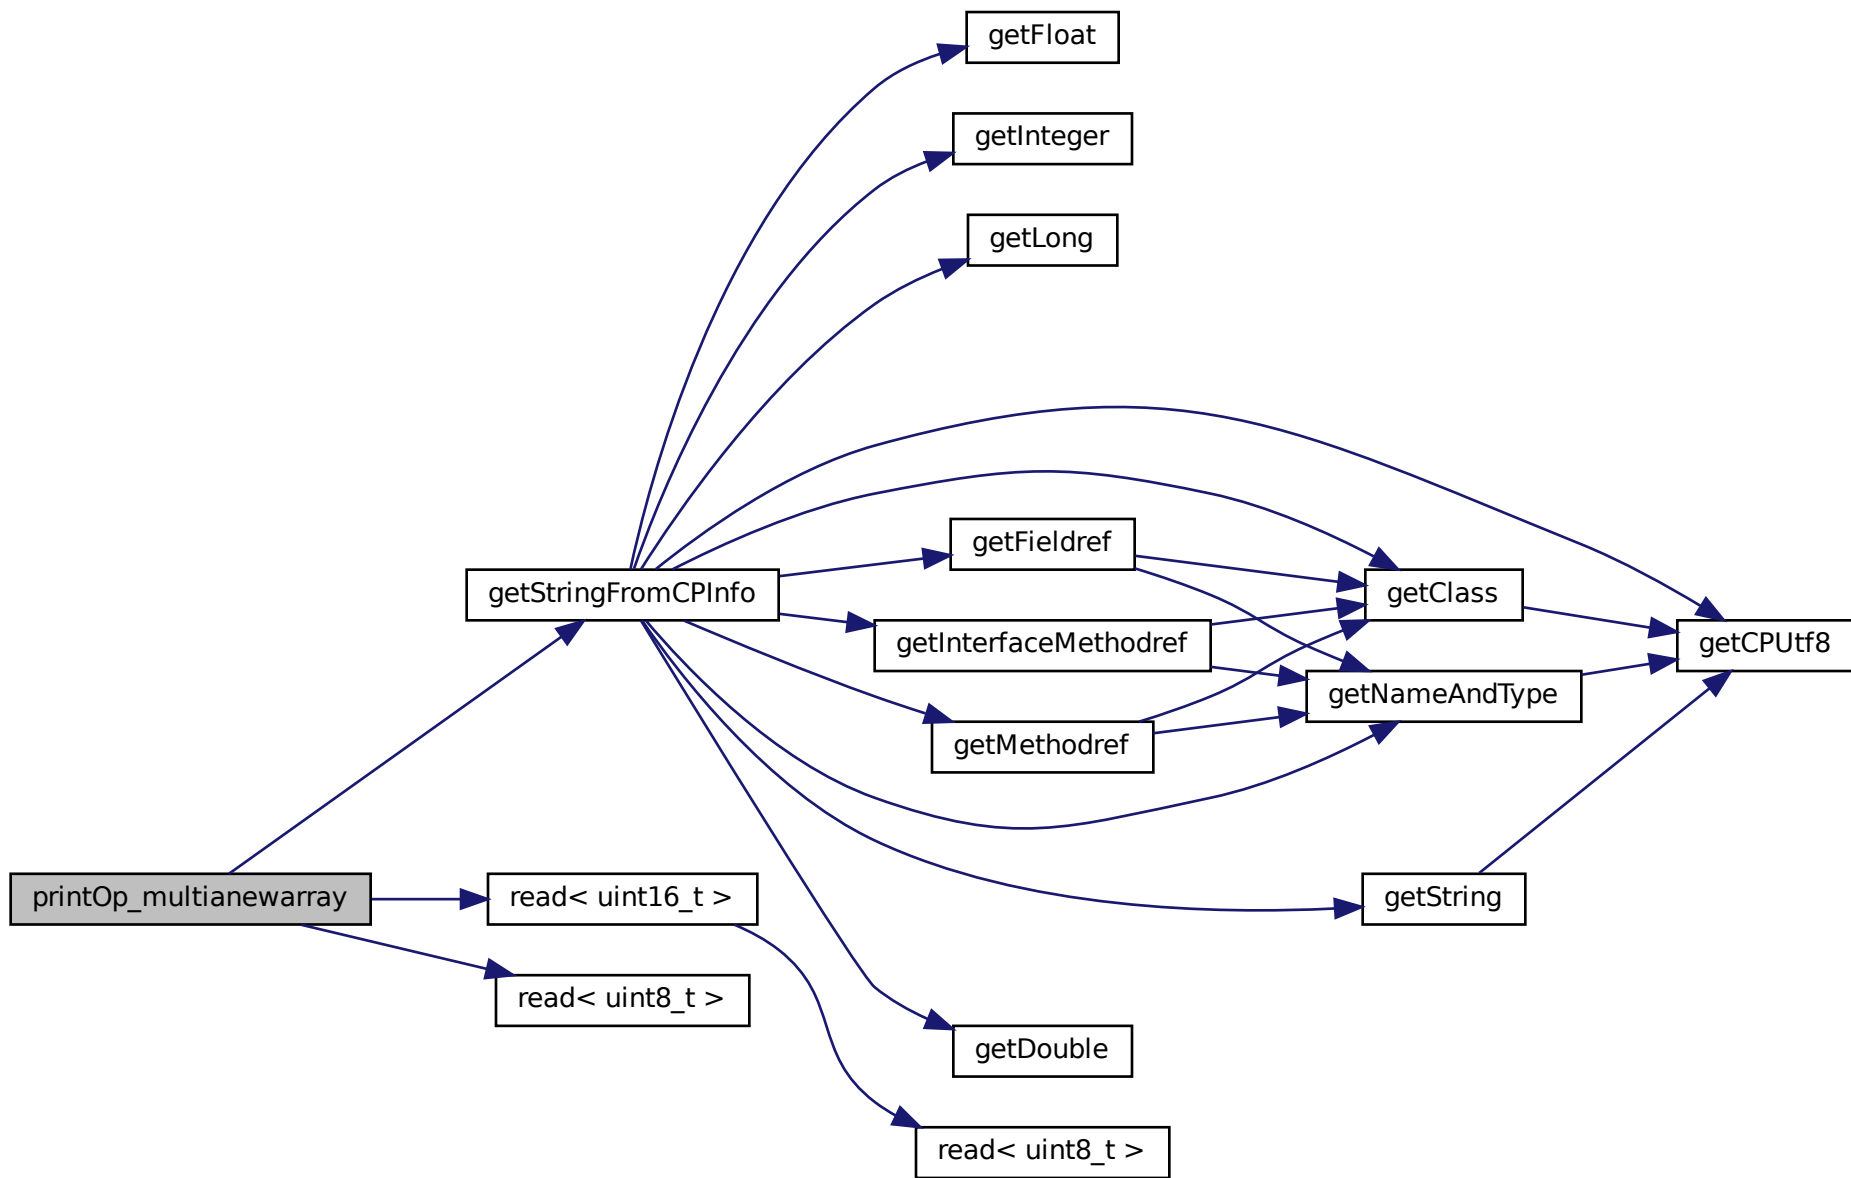 getFloat
getInteger
getLong
getFieldref
getStringFromCPInfo
getClass
getInterfaceMethodref
getCPUtf8
getNameAndType
getMethodref
printOp_multianewarray
read< uint16_t >
getString
read< uint8_t >
getDouble
read< uint8_t >